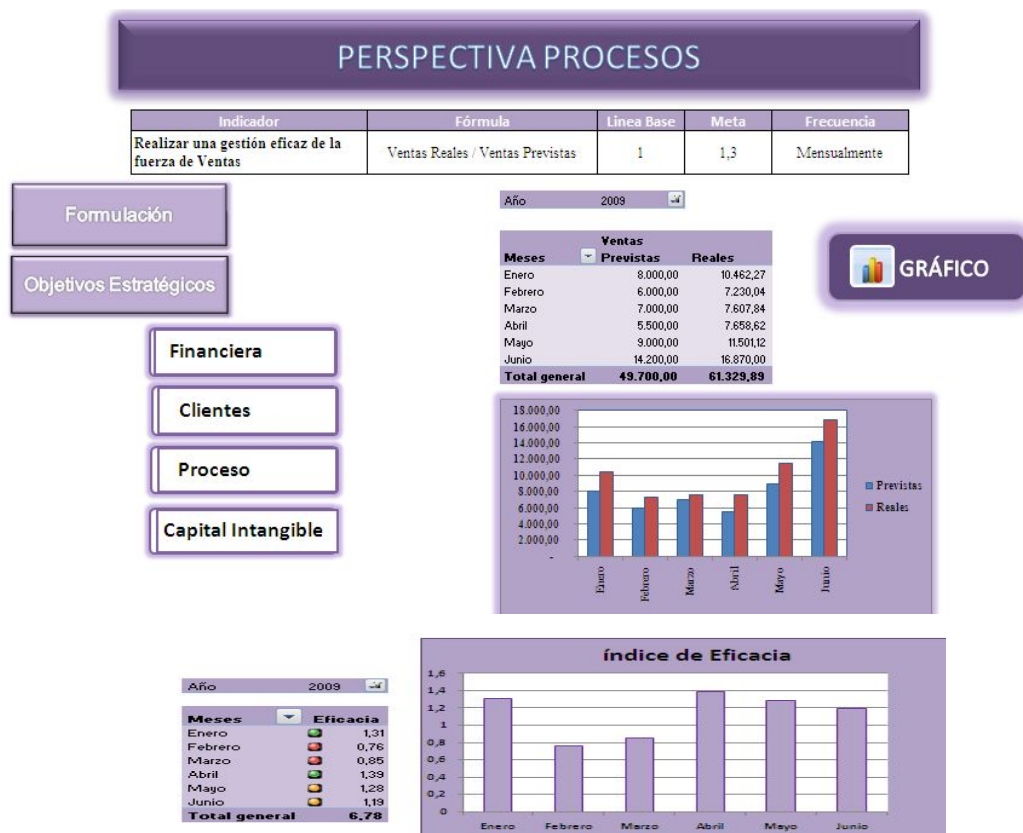 PERSPECTIVA PROCESOS
Indicador Fórmula Linea Base Meta Frecuencia
Realizar una gestión eficaz de la fuerza de Ventas Ventas Reales / Ventas Previstas 1 1,3 Mensualmente
Formulación
Objetivos Estratégicos
Financiera
Clientes
Proceso
Capital Intangible
Año 2009
Ventas
Meses Previstas Reales
Enero 8.000,00 10.462,27
Febrero 6.000,00 7.230,04
Marzo 7.000,00 7.607,84
Abril 5.500,00 7.658,62
Mayo 9.000,00 11.501,12
Junio 14.200,00 16.870,00
Total general 49.700,00 61.329,89
GRÁFICO
18.000,00
16.000,00
14.000,00
12.000,00
10.000,00
8.000,00
6.000,00
4.000,00
2.000,00
-
Enero Febrero Marzo Abril Mayo Junio
Previstas
Reales
Año 2009
Meses Eficacia
Enero 1,31
Febrero 0,76
Marzo 0,85
Abril 1,39
Mayo 1,28
Junio 1,19
Total general 6,78
índice de Eficacia
1,6
1,4
1,2
1
0,8
0,6
0,4
0,2
0
Enero Febrero Marzo Abril Mayo Junio